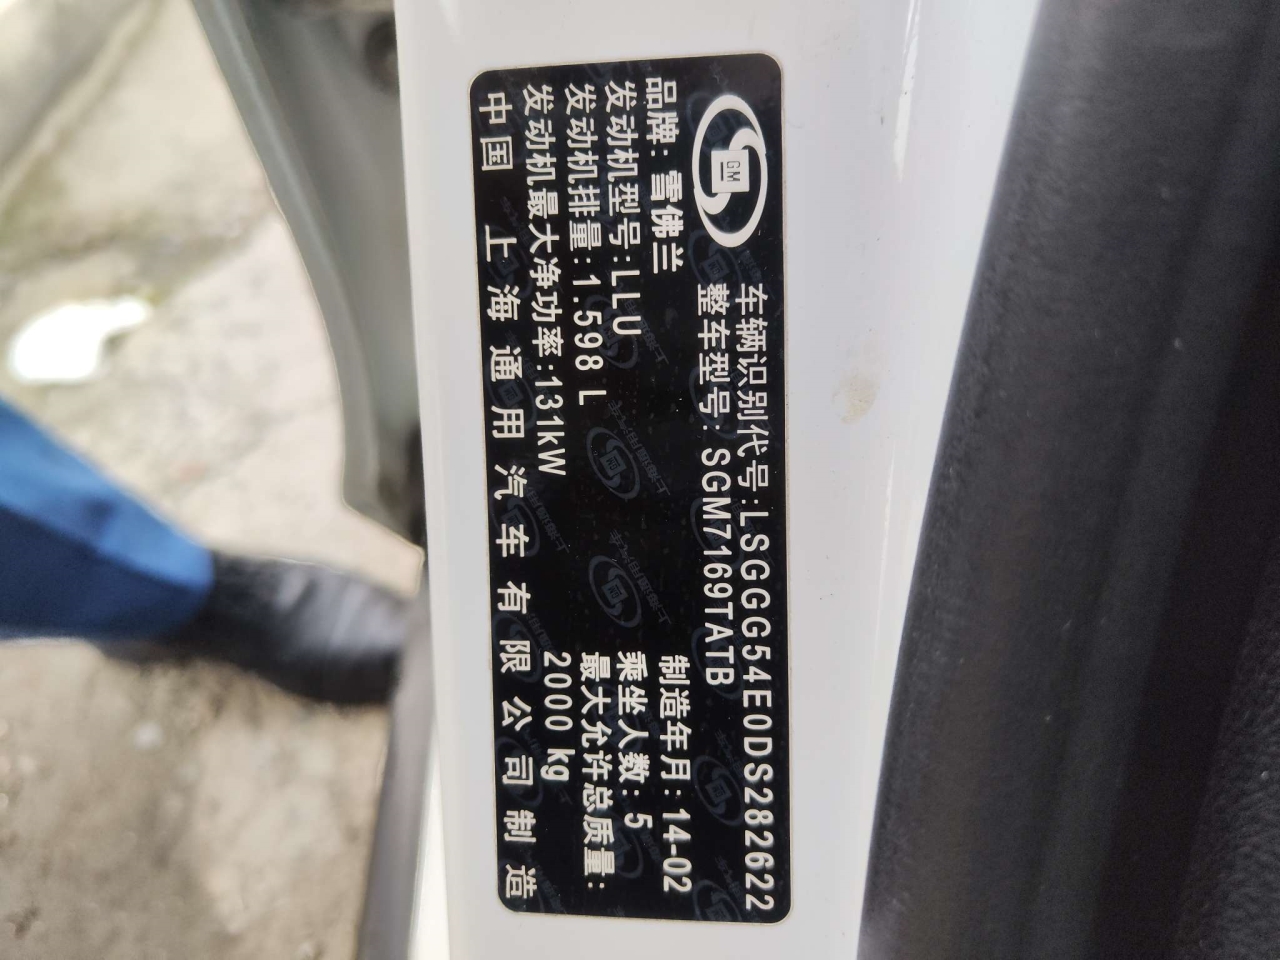 GM
车辆识别代号:LSGGG54E0DS282622
整车型号: SGM7169TATB
品牌: 雪佛兰
制造年月: 14-02
发动机型号:LLU
乘坐人数: 5
发动机排量: 1.598 L
最大允许总质量:
发动机最大净功率:131kW
2000 kg
中国 上海通用汽车有限公司制造